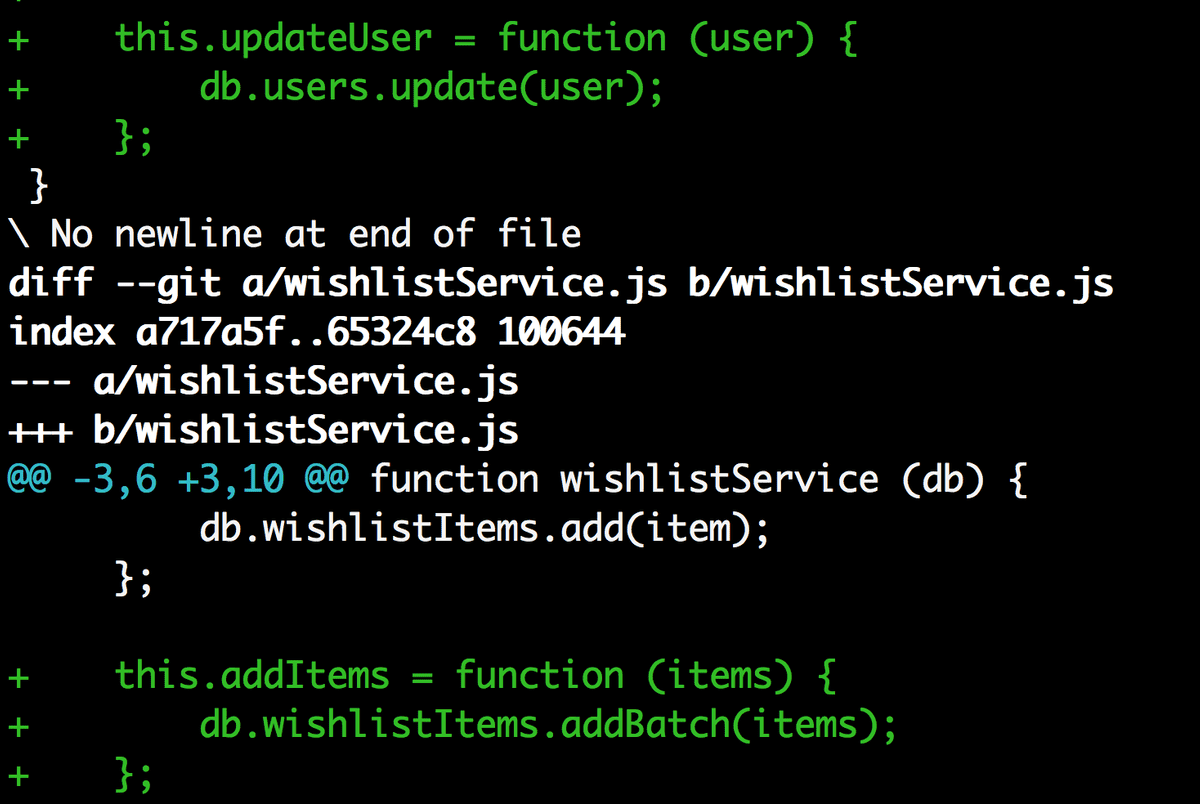 +    this.updateUser = function (user) {
+        db.users.update(user);
+    };
 }
\ No newline at end of file
diff --git a/wishlistService.js b/wishlistService.js
index a717a5f..65324c8 100644
--- a/wishlistService.js
+++ b/wishlistService.js
@@ -3,6 +3,10 @@ function wishlistService (db) {
         db.wishlistItems.add(item);
     };

+    this.addItems = function (items) {
+        db.wishlistItems.addBatch(items);
+    };